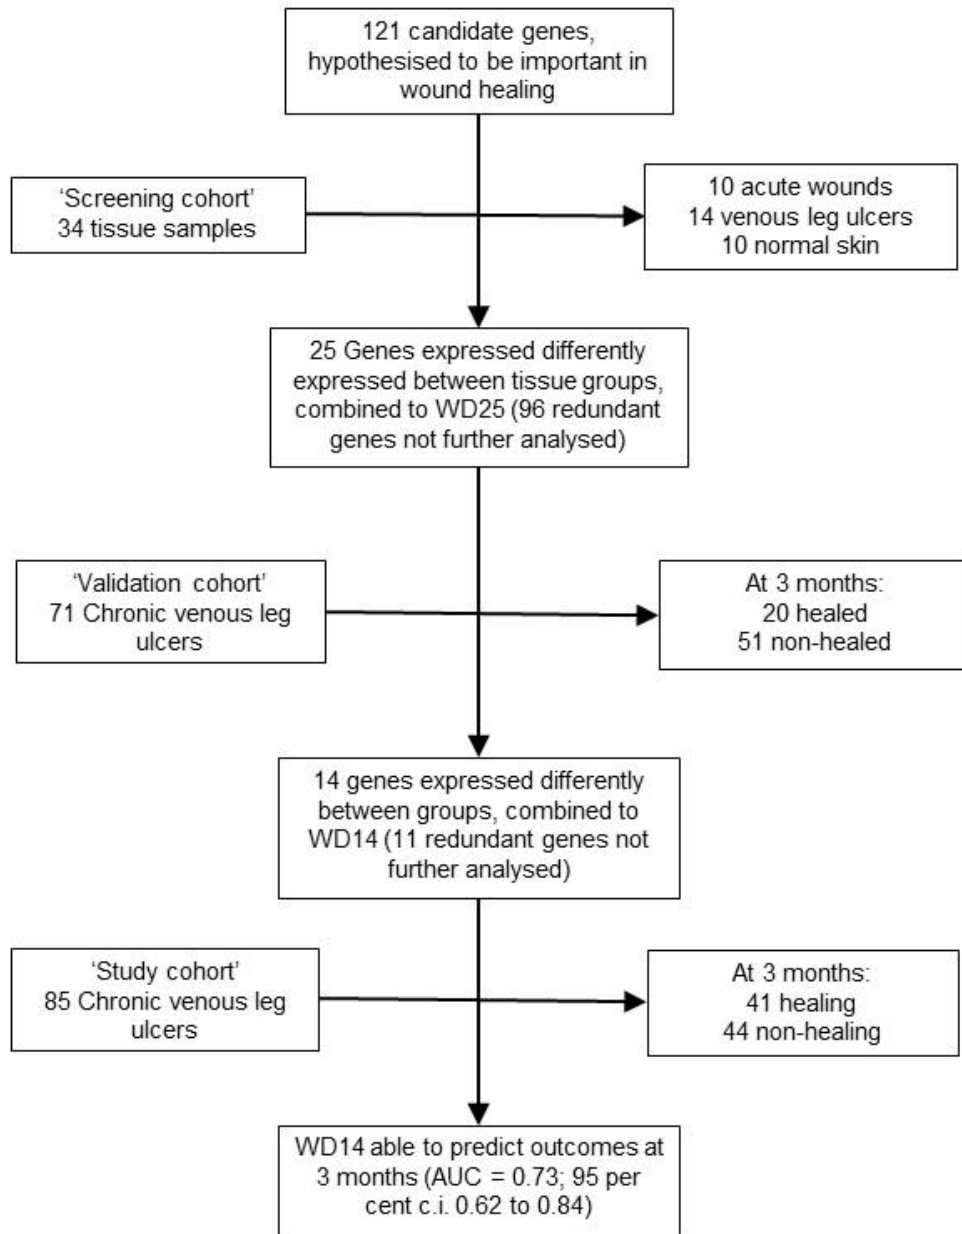 121 candidate genes,
hypothesised to be important in
wound healing
‘Screening cohort’
34 tissue samples
10 acute wounds
14 venous leg ulcers
10 normal skin
25 Genes expressed differently
expressed between tissue groups,
combined to WD25 (96 redundant
genes not further analysed)
‘Validation cohort’
71 Chronic venous leg
ulcers
At 3 months:
20 healed
51 non-healed
14 genes expressed differently
between groups, combined to
WD14 (11 redundant genes not
further analysed)
‘Study cohort’
85 Chronic venous leg
ulcers
At 3 months:
41 healing
44 non-healing
WD14 able to predict outcomes at
3 months (AUC = 0.73; 95 per
cent c.i. 0.62 to 0.84)